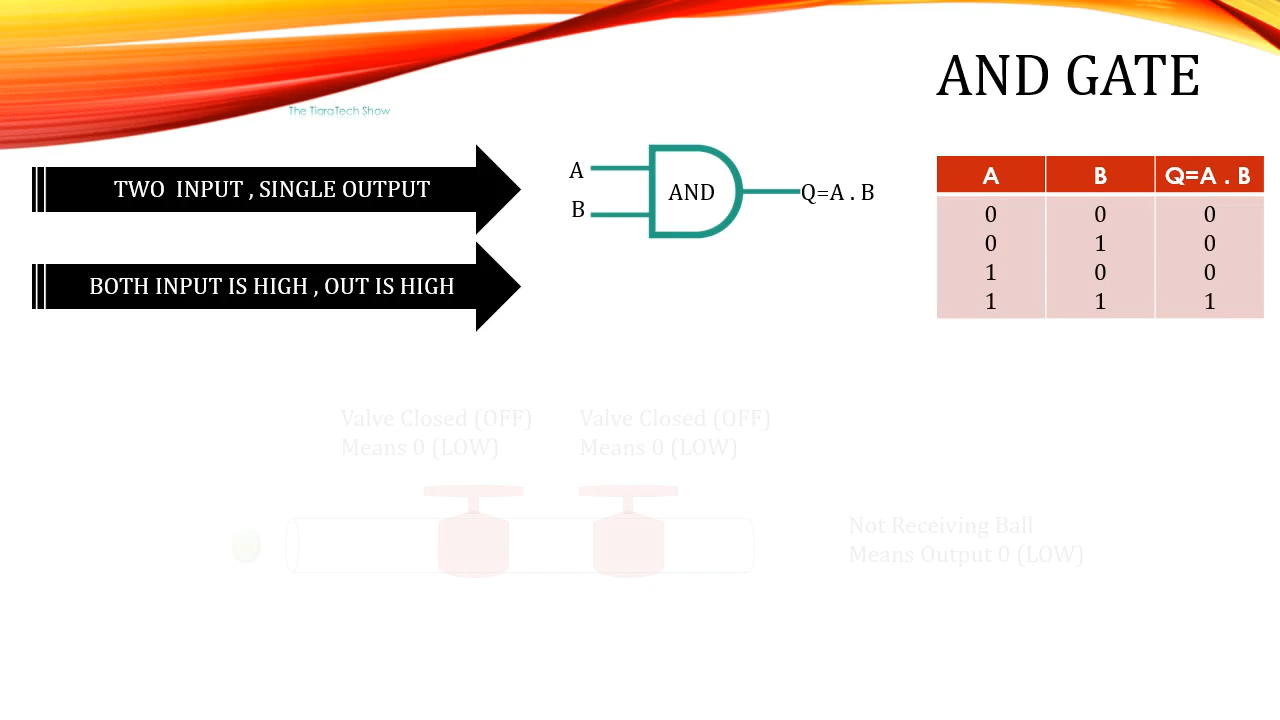 AND GATE
The TiaraTech Show
TWO INPUT , SINGLE OUTPUT
BOTH INPUT IS HIGH , OUT IS HIGH
A
B
AND
Q=A . B
A B Q=A . B
0 0 0
0 1 0
1 0 0
1 1 1
Valve Closed (OFF)
Means 0 (LOW)
Valve Closed (OFF)
Means 0 (LOW)
Not Receiving Ball
Means Output 0 (LOW)